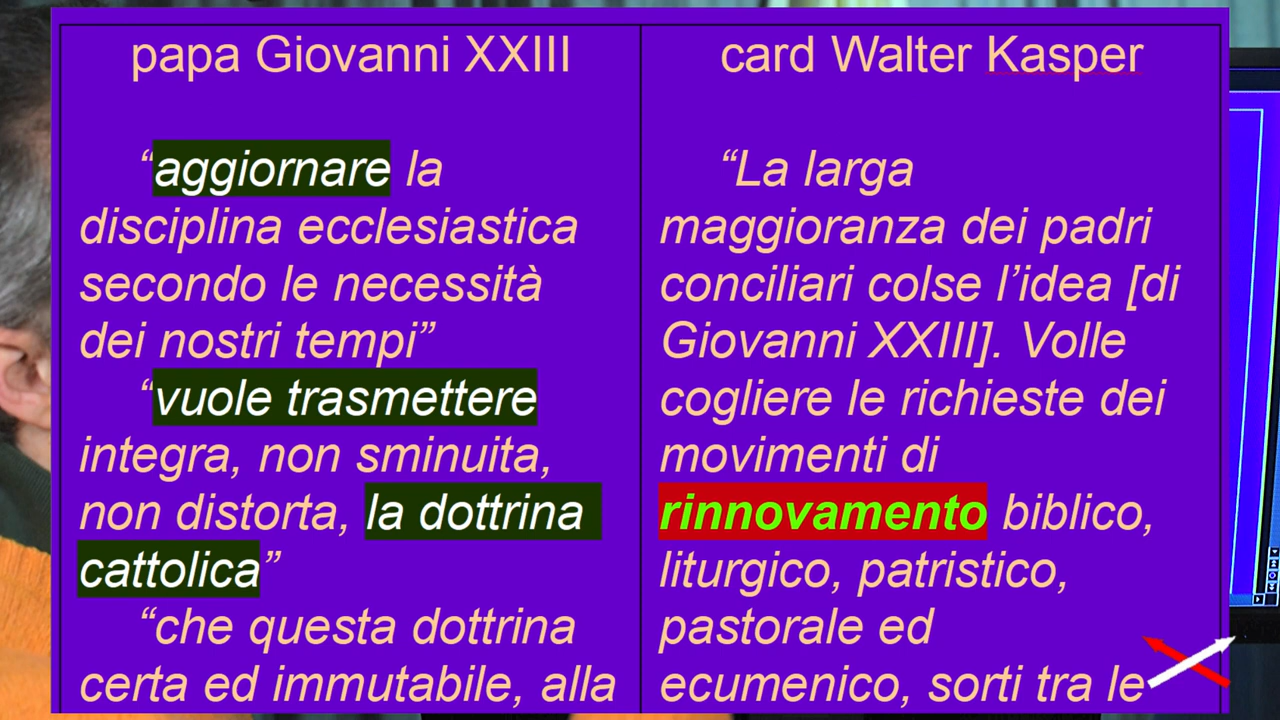 papa Giovanni XXIII
“aggiornare la
disciplina ecclesiastica
secondo le necessità
dei nostri tempi”
“vuole trasmettere
integra, non sminuita,
non distorta, la dottrina
cattolica”
“che questa dottrina
certa ed immutabile, alla
card Walter Kasper
“La larga
maggioranza dei padri
conciliari colse l’idea [di
Giovanni XXIII]. Volle
cogliere le richieste dei
movimenti di
rinnovamento biblico,
liturgico, patristico,
pastorale ed
ecumenico, sorti tra le